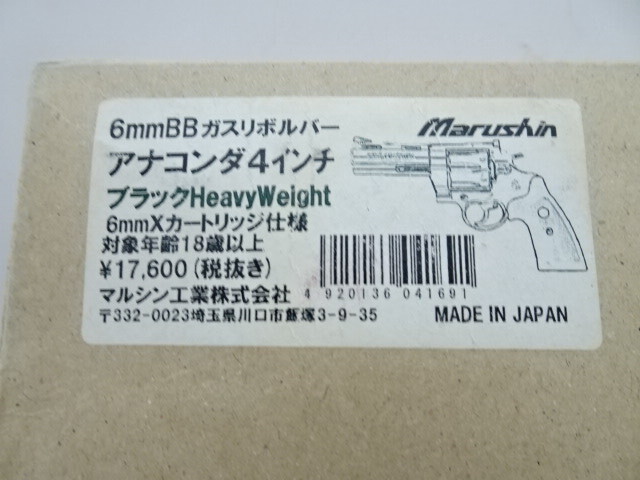 6mmBBガスリボルバー
Marushin
アナコンダ4インチ
ブラックHeavyWeight
6mmXカートリッジ仕様
対象年齢18歳以上
¥17,600(税抜き)
マルシン工業株式会社
4 920136 041691
〒332-0023埼玉県川口市飯塚3-9-35
MADE IN JAPAN